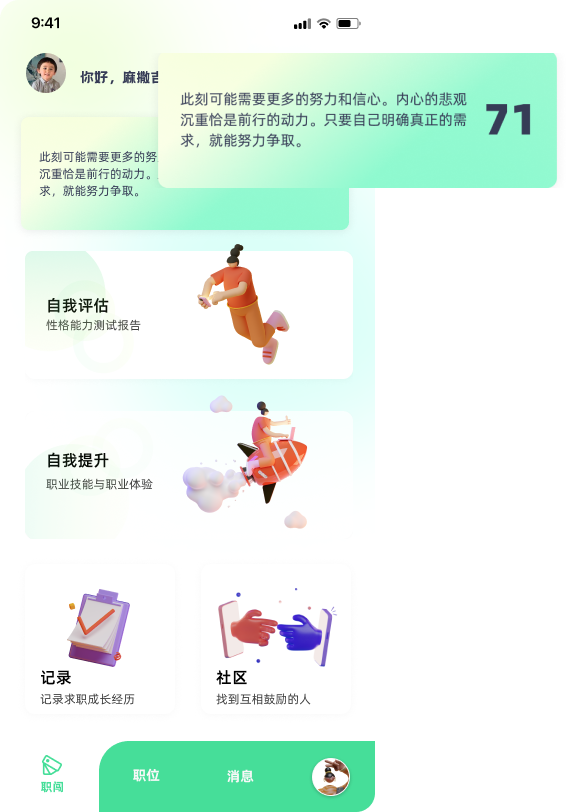 9:41
你好，麻撒吉
此刻可能需要更多的努力和信心。内心的悲观
沉重恰是前行的动力。只要自己明确真正的需
求，就能努力争取。
71
此刻可能需要更多的努
沉重恰是前行的动力。
求，就能努力争取。
自我评估
性格能力测试报告
自我提升
职业技能与职业体验
记录
记录求职成长经历
社区
找到互相鼓励的人
职闯
职位
消息